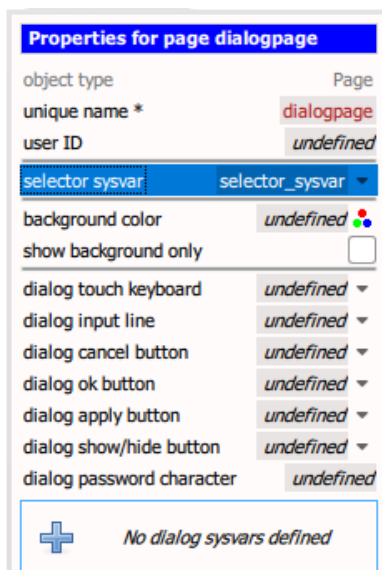 Properties for page dialogpage
object type Page
unique name * dialogpage
user ID undefined
selector sysvar selector_sysvar
background color undefined
show background only
dialog touch keyboard undefined
dialog input line undefined
dialog cancel button undefined
dialog ok button undefined
dialog apply button undefined
dialog show/hide button undefined
dialog password character undefined
No dialog sysvars defined